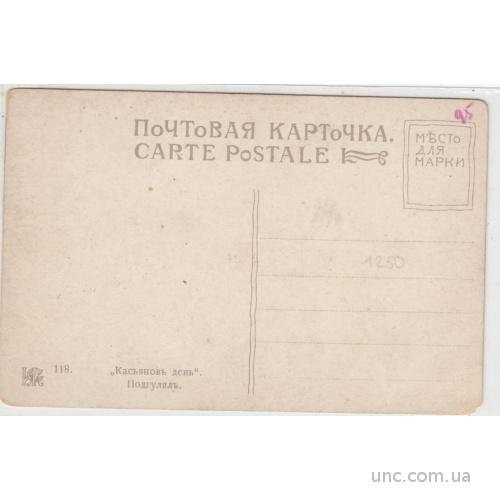 95
ПОЧТОВАЯ КАРТОЧКА.
CARTE POSTALE
МѢСТО
ДЛЯ
МАРКИ
1250
118.
„Касьяновъ день“.
Подгулялъ.
unc.com.ua